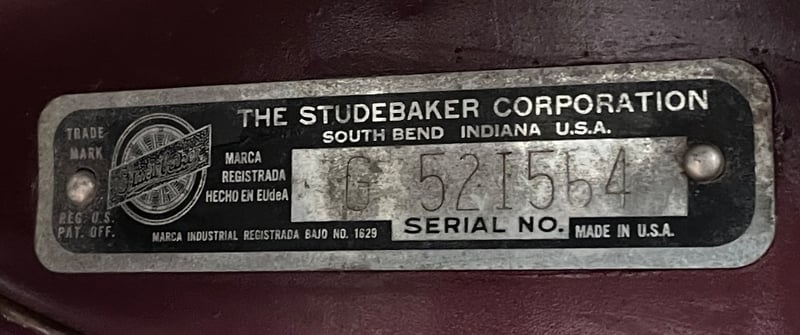 THE STUDEBAKER CORPORATION
SOUTH BEND INDIANA U.S.A.
TRADE
MARK
Studebaker
REG. U.S.
PAT. OFF.
MARCA
REGISTRADA
HECHO EN EUdeA
G 521564
MARCA INDUSTRIAL REGISTRADA BAJO NO. 1629
SERIAL NO.
MADE IN U.S.A.